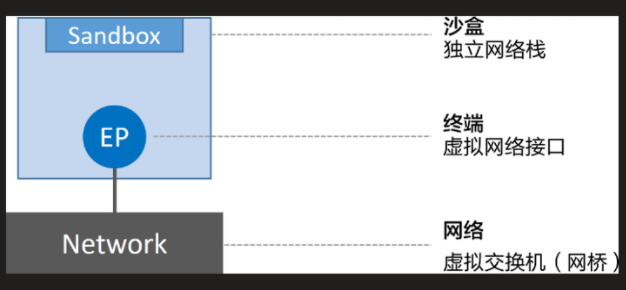 Sandbox
沙盒
独立网络栈
EP
终端
虚拟网络接口
Network
网络
虚拟交换机（网桥）